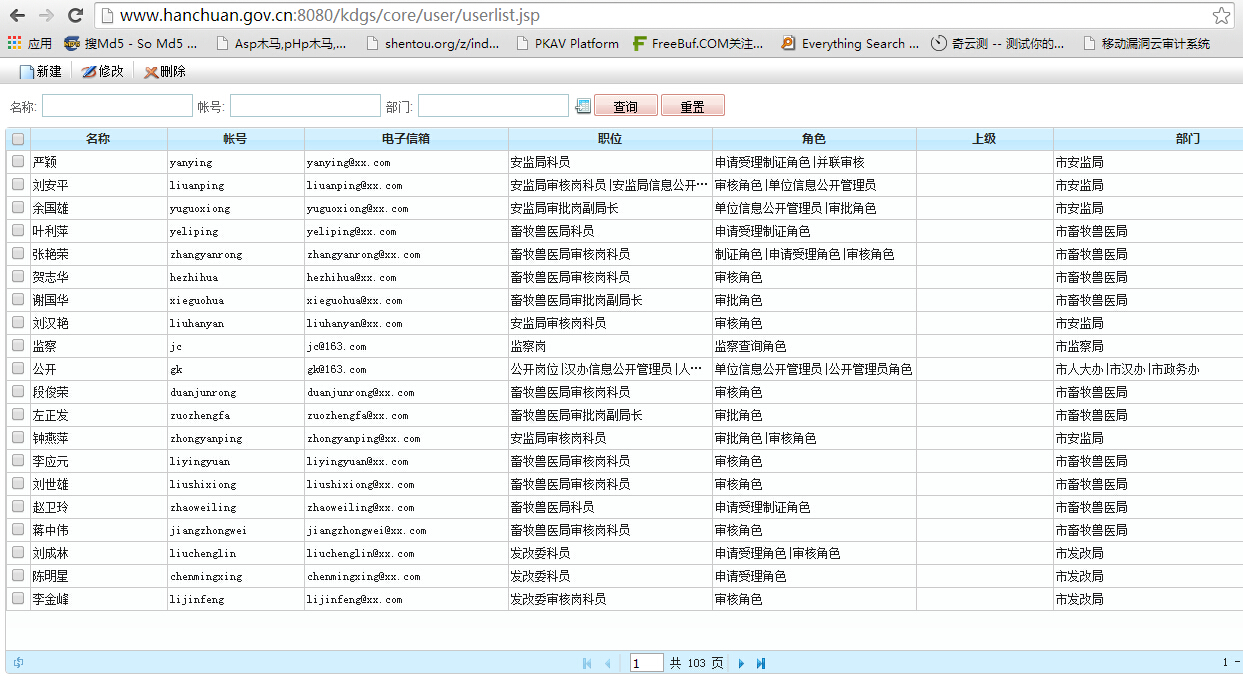 www.hanchuan.gov.cn:8080/kdgs/core/user/userlist.jsp
应用 搜Md5 - So Md5 ... Asp木马,pHp木马,... shentou.org/z/ind... PKAV Platform FreeBuf.COM关注... Everything Search ... 奇云测 -- 测试你的... 移动漏洞云审计系统
新建 修改 删除
名称: 帐号: 部门: 查询 重置
名称 帐号 电子信箱 职位 角色 上级 部门
严颖 yanying yanying@xx.com 安监局科员 申请受理制证角色|并联审核 市安监局
刘安平 liuanping liuanping@xx.com 安监局审核岗科员|安监局信息公开… 审核角色|单位信息公开管理员 市安监局
余国雄 yuguoxiong yuguoxiong@xx.com 安监局审批岗副局长 单位信息公开管理员|审批角色 市安监局
叶利萍 yeliping yeliping@xx.com 畜牧兽医局科员 申请受理制证角色 市畜牧兽医局
张艳荣 zhangyanrong zhangyanrong@xx.com 畜牧兽医局审核岗科员 制证角色|申请受理角色|审核角色 市畜牧兽医局
贺志华 hezhihua hezhihua@xx.com 畜牧兽医局审核岗科员 审核角色 市畜牧兽医局
谢国华 xieguohua xieguohua@xx.com 畜牧兽医局审批岗副局长 审批角色 市畜牧兽医局
刘汉艳 liuhanyan liuhanyan@xx.com 安监局审核岗科员 审核角色 市安监局
监察 jc jc@163.com 监察岗 监察查询角色 市监察局
公开 gk gk@163.com 公开岗位|汉办信息公开管理员|人… 单位信息公开管理员|公开管理员角色 市人大办|市汉办|市政务办
段俊荣 duanjunrong duanjunrong@xx.com 畜牧兽医局审核岗科员 审核角色 市畜牧兽医局
左正发 zuozhengfa zuozhengfa@xx.com 畜牧兽医局审批岗副局长 审批角色 市畜牧兽医局
钟燕萍 zhongyanping zhongyanping@xx.com 安监局审核岗科员 审批角色|审核角色 市安监局
李应元 liyingyuan liyingyuan@xx.com 畜牧兽医局审核岗科员 审核角色 市畜牧兽医局
刘世雄 liushixiong liushixiong@xx.com 畜牧兽医局审核岗科员 审核角色 市畜牧兽医局
赵卫玲 zhaoweiling zhaoweiling@xx.com 畜牧兽医局科员 申请受理制证角色 市畜牧兽医局
蒋中伟 jiangzhongwei jiangzhongwei@xx.com 畜牧兽医局审核岗科员 审核角色 市畜牧兽医局
刘成林 liuchenglin liuchenglin@xx.com 发改委科员 申请受理角色|审核角色 市发改局
陈明星 chenmingxing chenmingxing@xx.com 发改委科员 申请受理角色 市发改局
李金峰 lijinfeng lijinfeng@xx.com 发改委审核岗科员 审核角色 市发改局
1 共 103 页 1 -